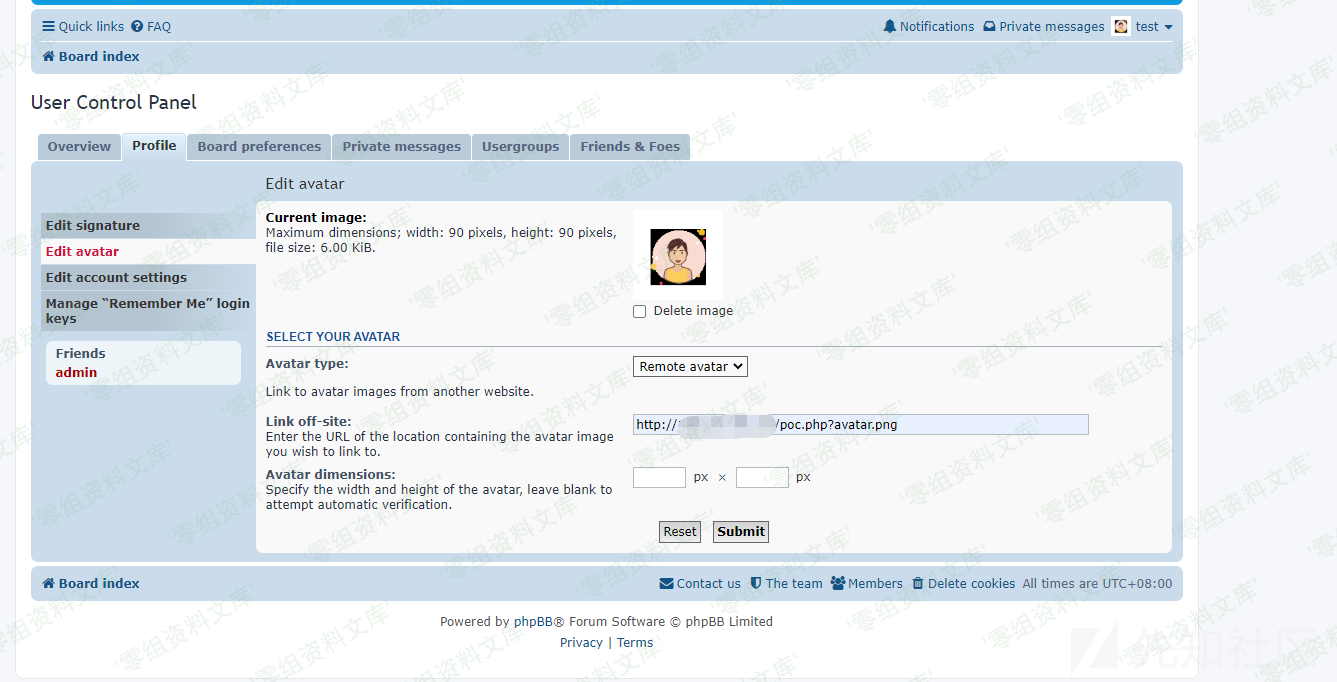 Quick links FAQ Notifications Private messages test
Board index
User Control Panel
Overview Profile Board preferences Private messages Usergroups Friends & Foes
Edit avatar
Edit signature
Edit avatar
Edit account settings
Manage “Remember Me” login
keys
Friends
admin
Current image:
Maximum dimensions; width: 90 pixels, height: 90 pixels,
file size: 6.00 KiB.
Delete image
SELECT YOUR AVATAR
Avatar type:
Remote avatar
Link to avatar images from another website.
Link off-site:
http:// /poc.php?avatar.png
Enter the URL of the location containing the avatar image
you wish to link to.
Avatar dimensions:
px × px
Specify the width and height of the avatar, leave blank to
attempt automatic verification.
Reset Submit
Board index Contact us The team Members Delete cookies All times are UTC+08:00
Powered by phpBB® Forum Software © phpBB Limited
Privacy | Terms
'零组资料文库'
先知社区